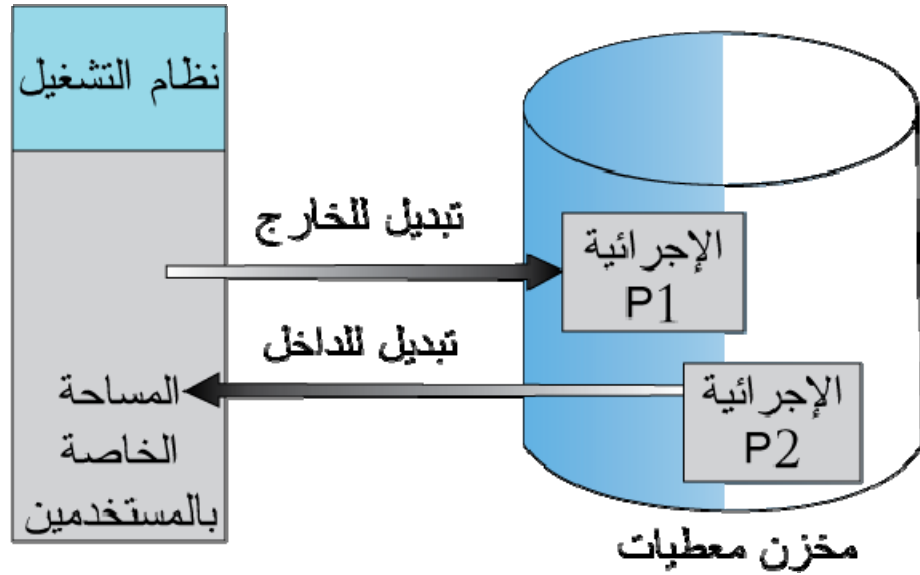 نظام التشغيل
تبديل للخارج
الإجرائية
P1
تبديل للداخل
الإجرائية
P2
المساحة
الخاصة
بالمستخدمين
مخزن معطيات